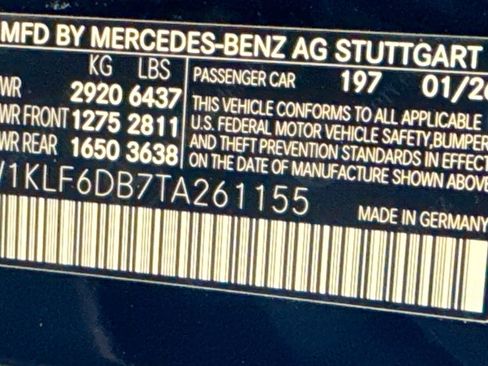 MFD BY MERCEDES-BENZ AG STUTTGART
KG LBS
WR 2920 6437
WR FRONT 1275 2811
WR REAR 1650 3638
PASSENGER CAR 197 01/26
THIS VEHICLE CONFORMS TO ALL APPLICABLE
U.S. FEDERAL MOTOR VEHICLE SAFETY, BUMPER
AND THEFT PREVENTION STANDARDS IN EFFECT
ON THE DATE OF MANUFACTURE SHOWN ABOVE
1KLF6DB7TA261155
MADE IN GERMANY